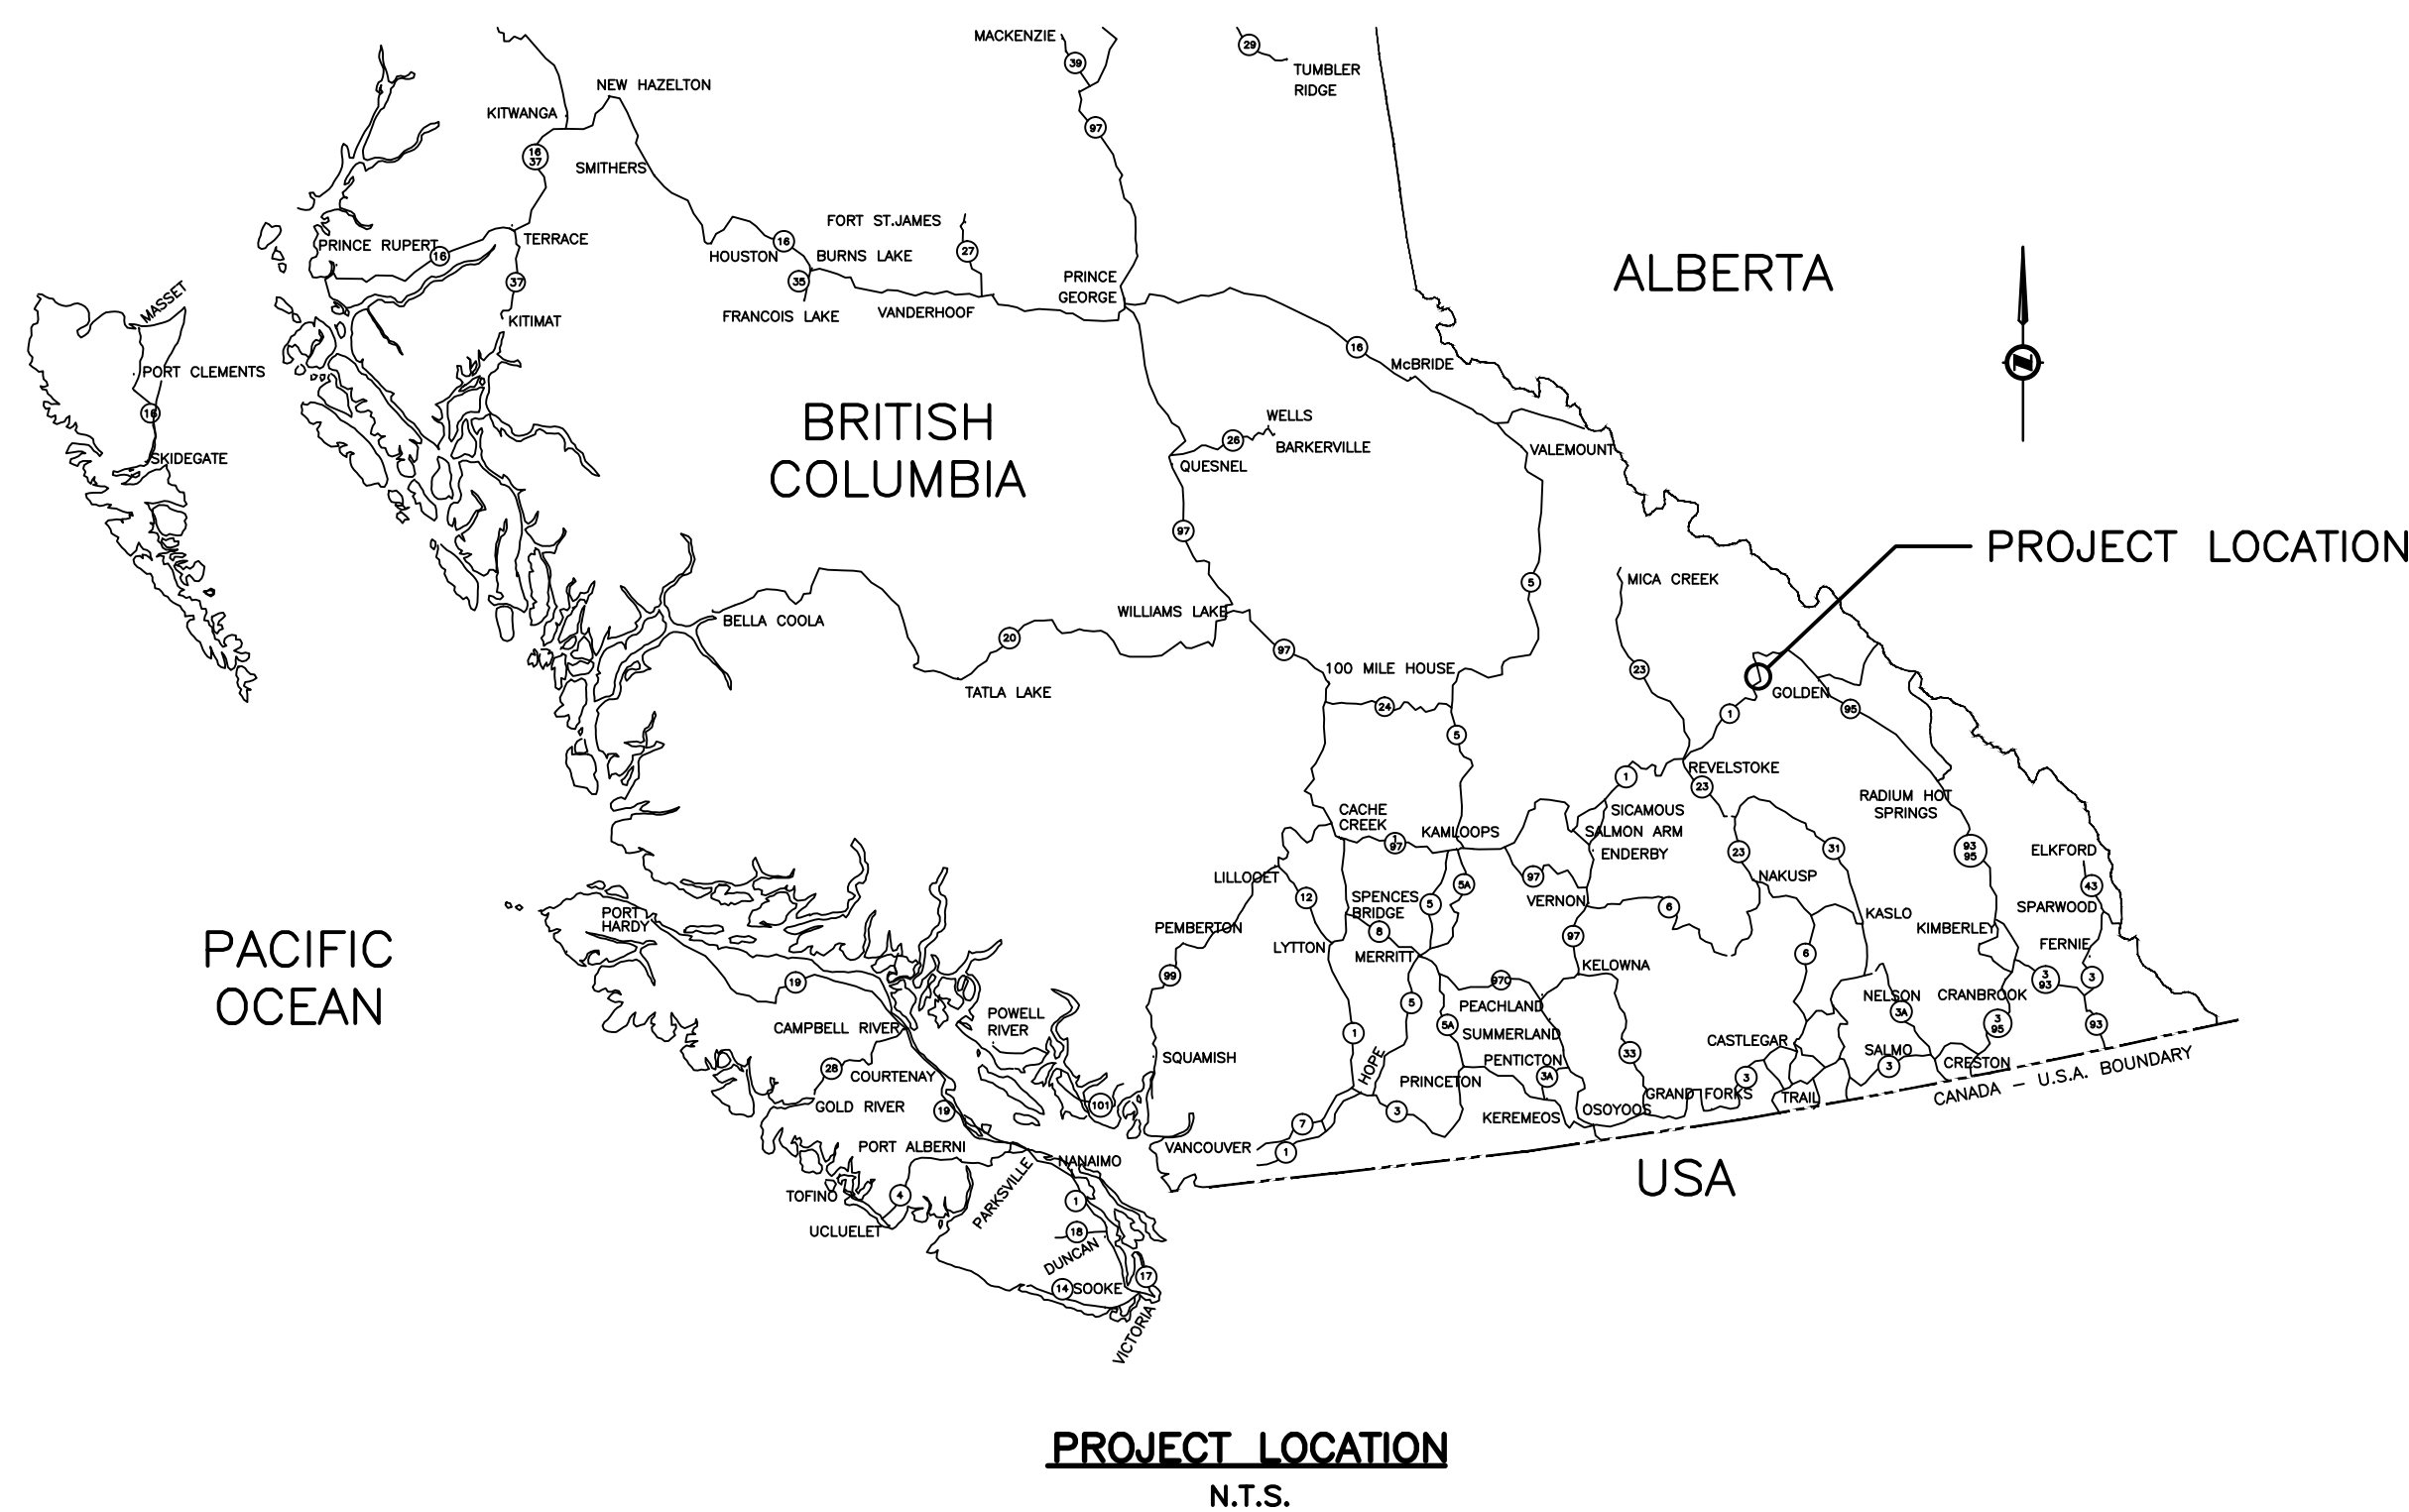 MACKENZIE
39
29
TUMBLER
RIDGE
NEW HAZELTON
KITWANGA
97
16
37
SMITHERS
FORT ST.JAMES
PRINCE RUPERT
16
TERRACE
HOUSTON
16
BURNS LAKE
27
ALBERTA
37
35
PRINCE
GEORGE
MASSET
KITIMAT
FRANCOIS LAKE
VANDERHOOF
16
McBRIDE
N
PORT CLEMENTS
16
BRITISH
COLUMBIA
WELLS
26
BARKERVILLE
VALEMOUNT
SKIDEGATE
QUESNEL
97
PROJECT LOCATION
5
MICA CREEK
WILLIAMS LAKE
BELLA COOLA
20
97
100 MILE HOUSE
23
TATLA LAKE
GOLDEN
24
1
95
5
REVELSTOKE
1
23
RADIUM HOT
SPRINGS
CACHE
CREEK
SICAMOUS
KAMLOOPS
SALMON ARM
1
97
ENDERBY
23
31
93
95
ELKFORD
LILLOOET
97
NAKUSP
5A
43
12
SPENCES
BRIDGE
5
VERNON
6
SPARWOOD
PORT
HARDY
KASLO
PEMBERTON
8
97
KIMBERLEY
PACIFIC
OCEAN
LYTTON
MERRITT
6
FERNIE
KELOWNA
99
19
97C
3
93
3
5
PEACHLAND
NELSON
CRANBROOK
POWELL
RIVER
3A
CAMPBELL RIVER
1
5A
SUMMERLAND
3
95
93
CASTLEGAR
SQUAMISH
HOPE
PENTICTON
33
SALMO
CRESTON
28
COURTENAY
PRINCETON
3A
3
3
CANADA - U.S.A. BOUNDARY
GOLD RIVER
19
101
GRAND FORKS
TRAIL
7
3
KEREMEOS
OSOYOOS
PORT ALBERNI
VANCOUVER
1
NANAIMO
USA
TOFINO
4
PARKSVILLE
1
UCLUELET
18
DUNCAN
17
14
SOOKE
VICTORIA
PROJECT LOCATION
N.T.S.